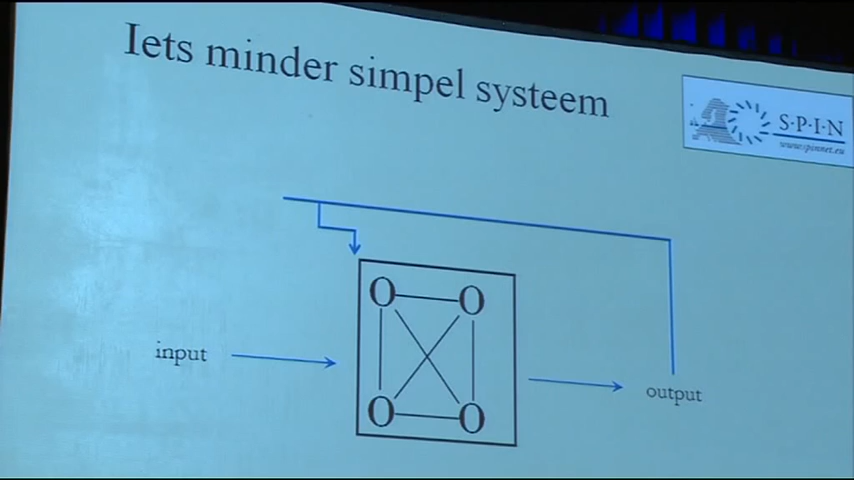 Iets minder simpel systeem
S·P·I·N
www.spinnet.eu
O O
input
output
O O